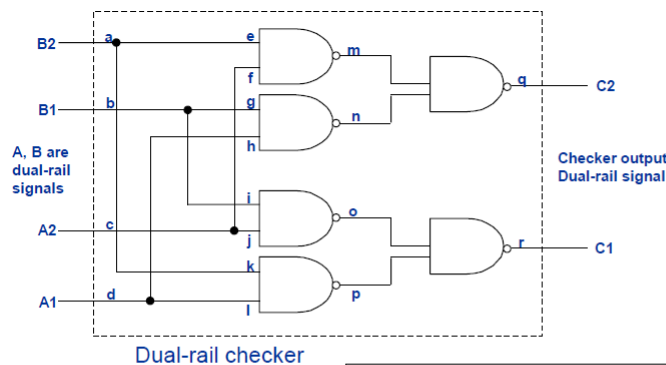 B2
a
e
m
f
q
C2
B1
b
g
n
h
A, B are
dual-rail
signals
Checker output
Dual-rail signal
i
o
A2
c
j
r
C1
k
p
A1
d
l
Dual-rail checker